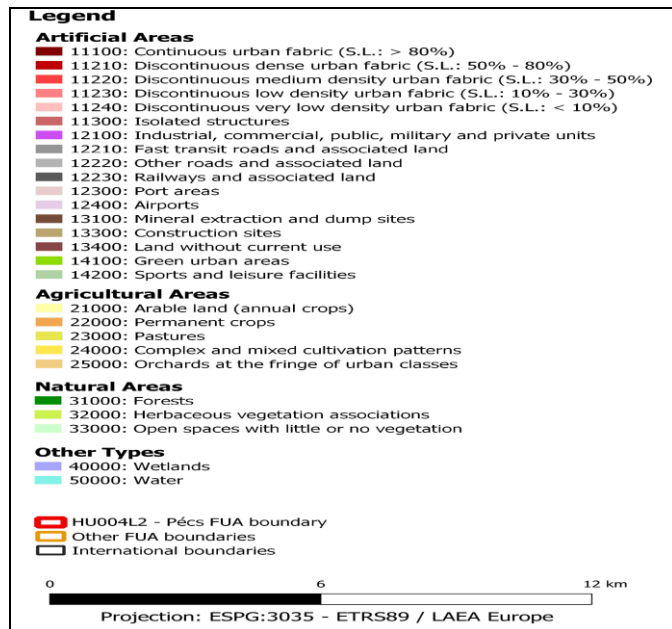 Legend
Artificial Areas
11100: Continuous urban fabric (S.L.: > 80%)
11210: Discontinuous dense urban fabric (S.L.: 50% - 80%)
11220: Discontinuous medium density urban fabric (S.L.: 30% - 50%)
11230: Discontinuous low density urban fabric (S.L.: 10% - 30%)
11240: Discontinuous very low density urban fabric (S.L.: < 10%)
11300: Isolated structures
12100: Industrial, commercial, public, military and private units
12210: Fast transit roads and associated land
12220: Other roads and associated land
12230: Railways and associated land
12300: Port areas
12400: Airports
13100: Mineral extraction and dump sites
13300: Construction sites
13400: Land without current use
14100: Green urban areas
14200: Sports and leisure facilities
Agricultural Areas
21000: Arable land (annual crops)
22000: Permanent crops
23000: Pastures
24000: Complex and mixed cultivation patterns
25000: Orchards at the fringe of urban classes
Natural Areas
31000: Forests
32000: Herbaceous vegetation associations
33000: Open spaces with little or no vegetation
Other Types
40000: Wetlands
50000: Water
HU004L2 - Pécs FUA boundary
Other FUA boundaries
International boundaries
0 6 12 km
Projection: ESPG:3035 - ETRS89 / LAEA Europe